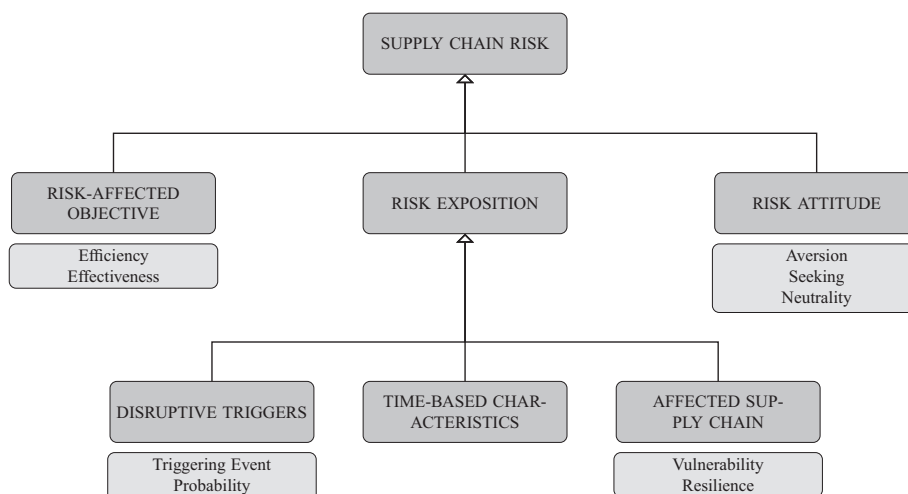 SUPPLY CHAIN RISK
RISK-AFFECTED
OBJECTIVE
Efficiency
Effectiveness
RISK EXPOSITION
RISK ATTITUDE
Aversion
Seeking
Neutrality
DISRUPTIVE TRIGGERS
Triggering Event
Probability
TIME-BASED CHAR-
ACTERISTICS
AFFECTED SUP-
PLY CHAIN
Vulnerability
Resilience